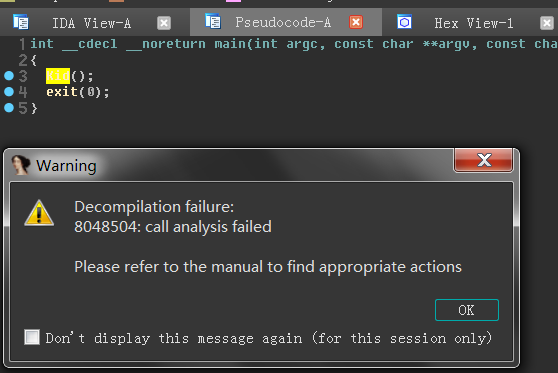 IDA View-A
Pseudocode-A
Hex View-1
1 int __cdecl __noreturn main(int argc, const char **argv, const cha
2 {
3 ();
4 exit(0);
5 }
Warning
Decompilation failure:
8048504: call analysis failed
Please refer to the manual to find appropriate actions
OK
Don't display this message again (for this session only)